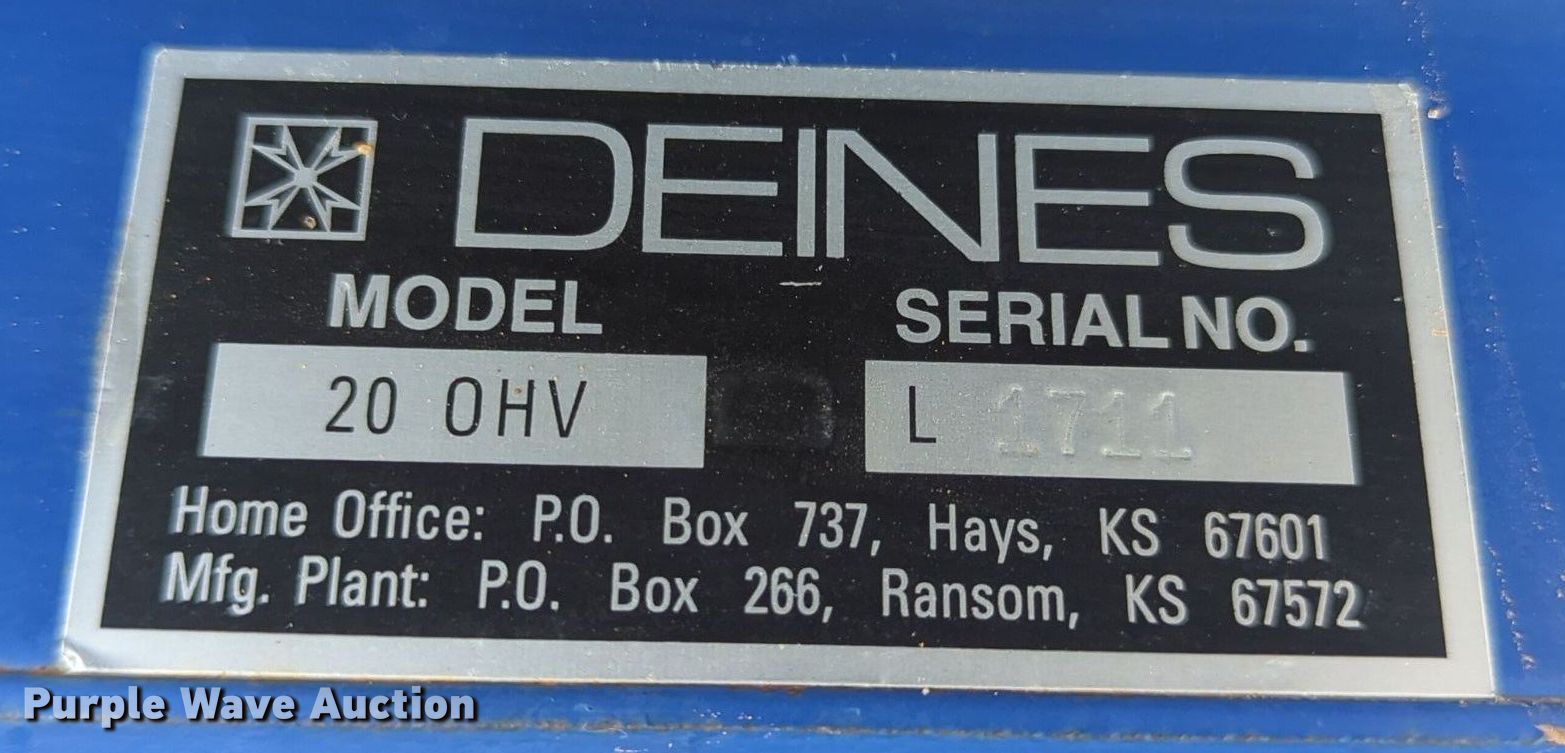 DEINES
MODEL
SERIAL NO.
20 OHV
L 1711
Home Office: P.O. Box 737, Hays, KS 67601
Mfg. Plant: P.O. Box 266, Ransom, KS 67572
Purple Wave Auction